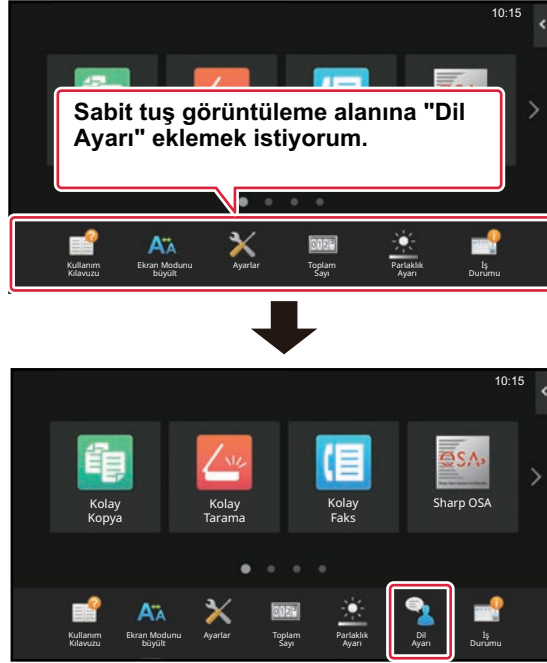 10:15
Sabit tuş görüntüleme alanına "Dil
Ayarı" eklemek istiyorum.
Kullanım
Kılavuzu
Ekran Modunu
büyült
Ayarlar
Toplam
Sayı
Parlaklık
Ayarı
İş
Durumu
10:15
Kolay
Kopya
Kolay
Tarama
Kolay
Faks
OSA
Sharp OSA
Kullanım
Kılavuzu
Ekran Modunu
büyült
Ayarlar
Toplam
Sayı
Parlaklık
Ayarı
Dil
Ayarı
İş
Durumu